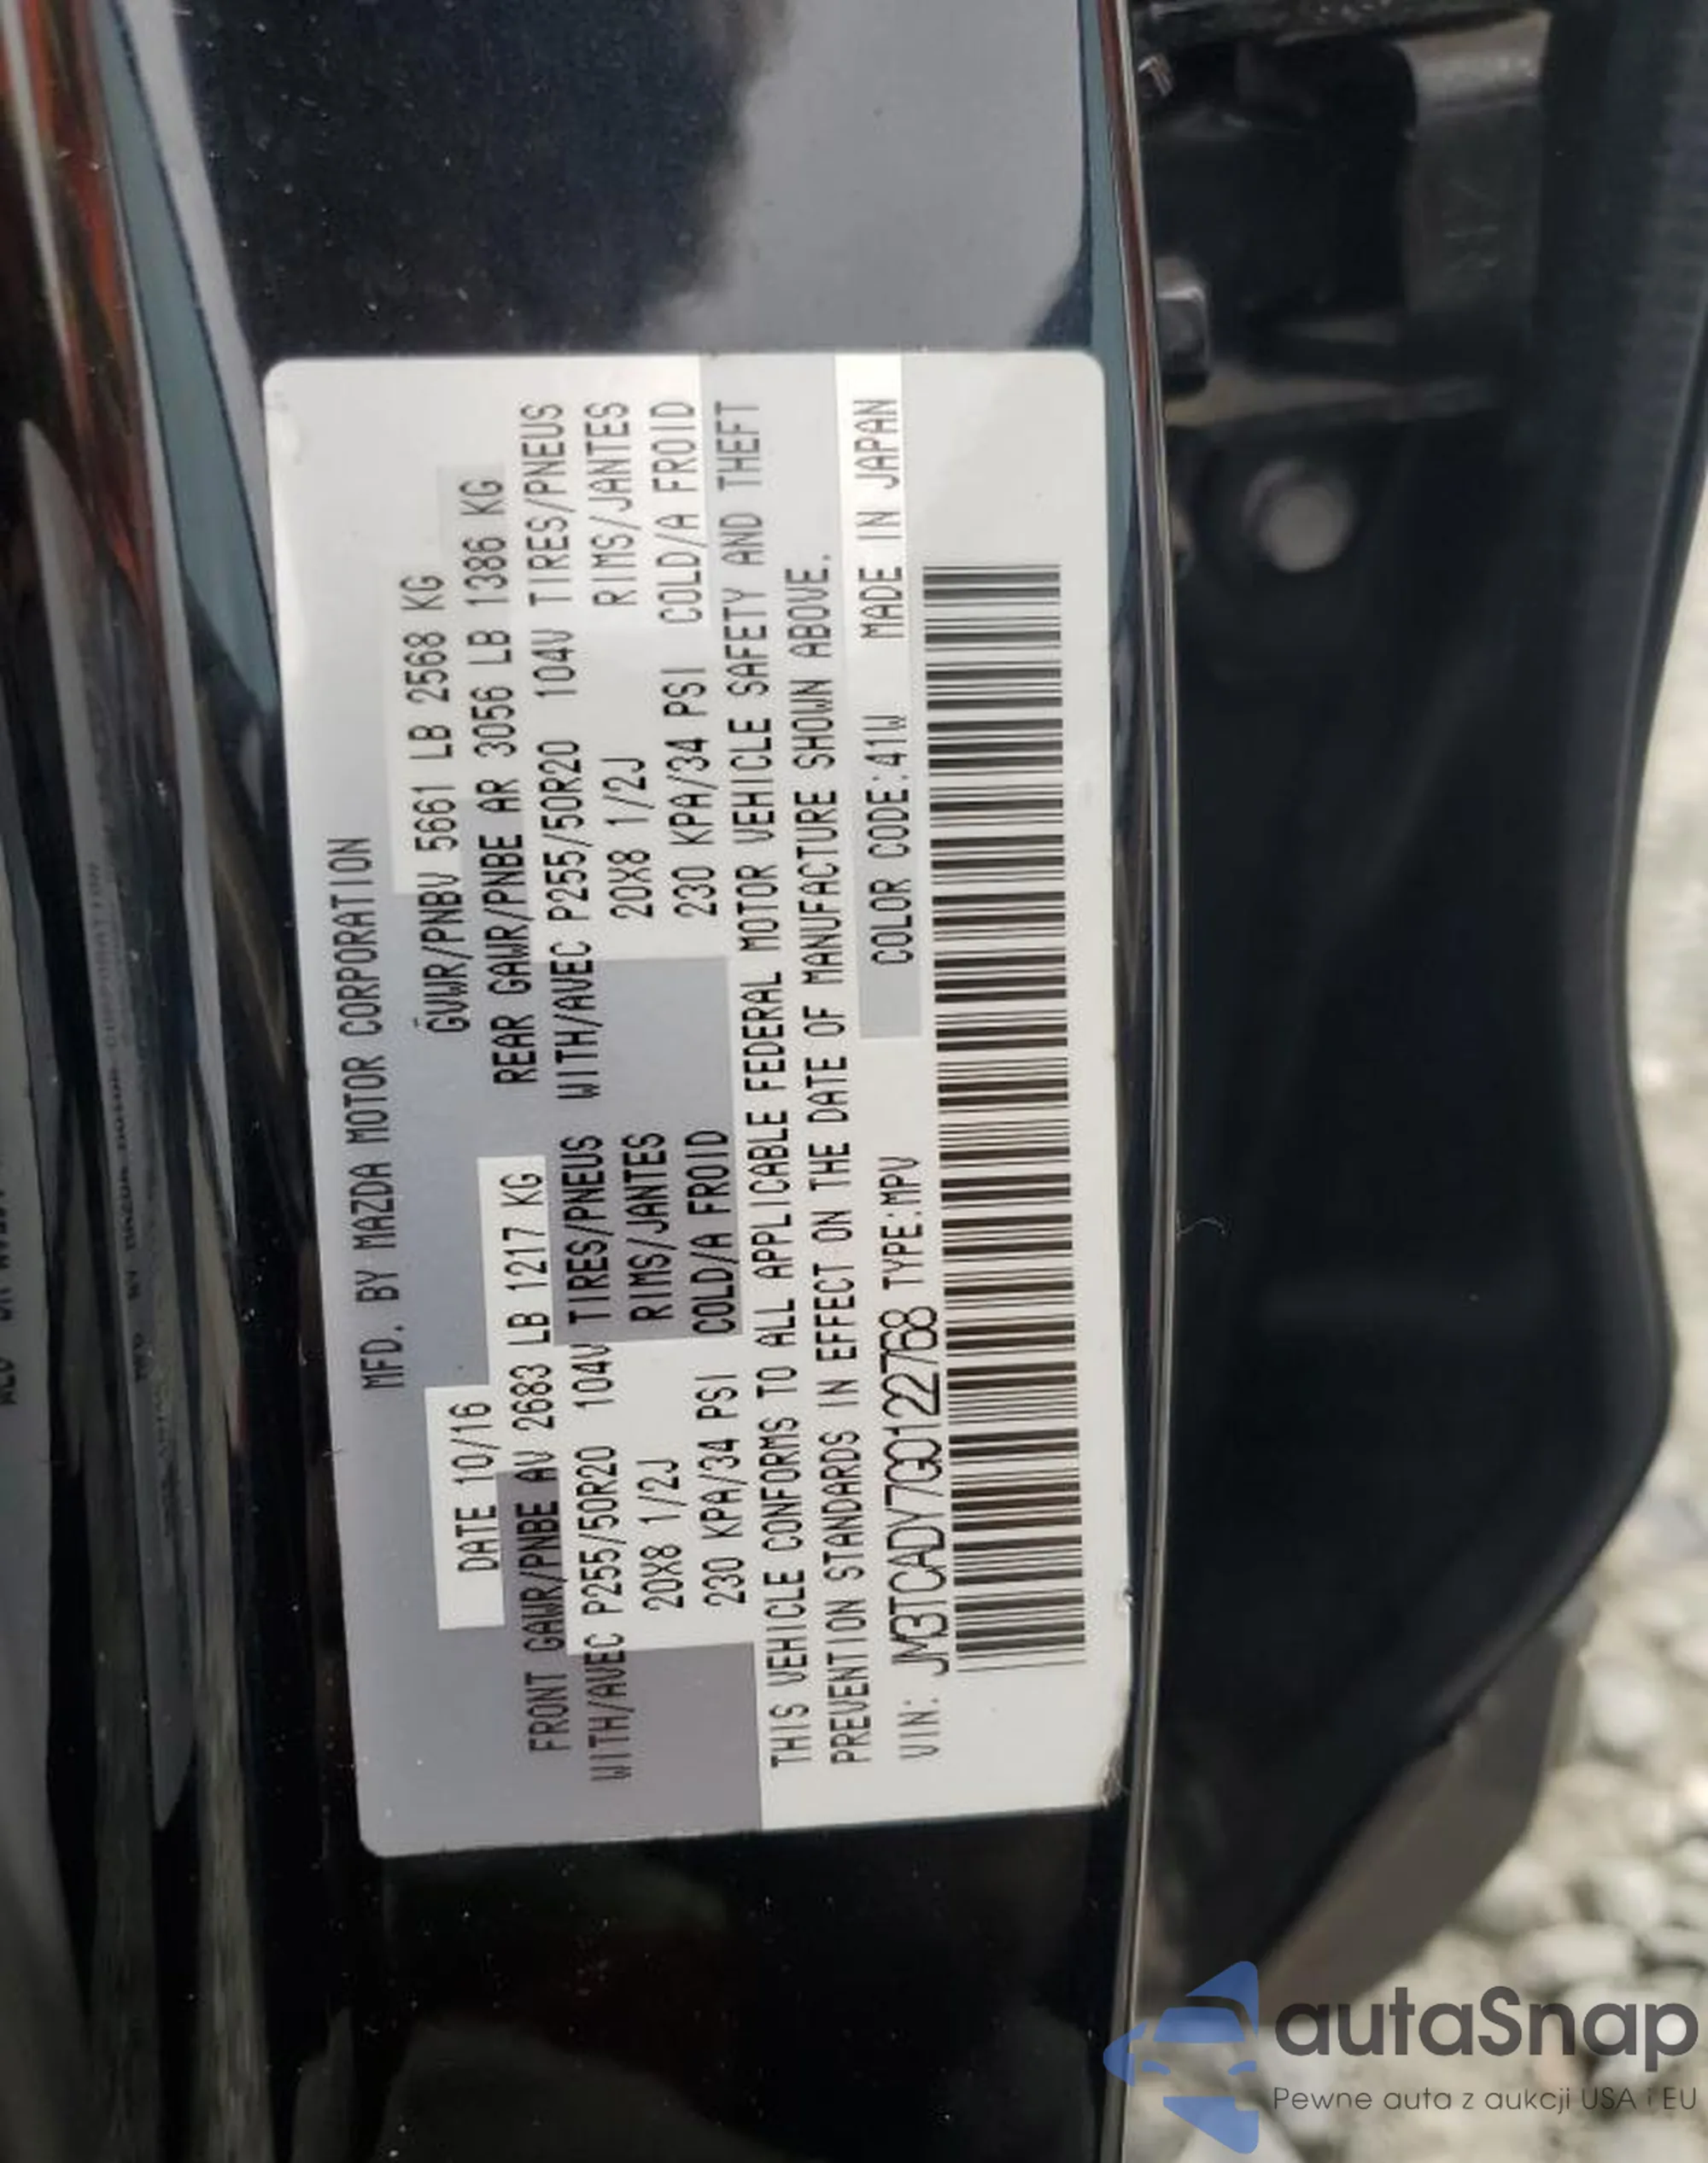 MFD. BY MAZDA MOTOR CORPORATION
DATE 10/16 GVWR/PNBV 5661 LB 2568 KG
FRONT GAWR/PNBE AV 2683 LB 1217 KG REAR GAWR/PNBE AR 3056 LB 1386 KG
WITH/AVEC P255/50R20 104V TIRES/PNEUS WITH/AVEC P255/50R20 104V TIRES/PNEUS
20X8 1/2J RIMS/JANTES 20X8 1/2J RIMS/JANTES
230 KPA/34 PSI COLD/A FROID 230 KPA/34 PSI COLD/A FROID
THIS VEHICLE CONFORMS TO ALL APPLICABLE FEDERAL MOTOR VEHICLE SAFETY AND THEFT
PREVENTION STANDARDS IN EFFECT ON THE DATE OF MANUFACTURE SHOWN ABOVE.
VIN: JM3TCADY7G0122768 TYPE:MPV COLOR CODE:41W MADE IN JAPAN
autaSnap
Pewne auta z aukcji USA i EU